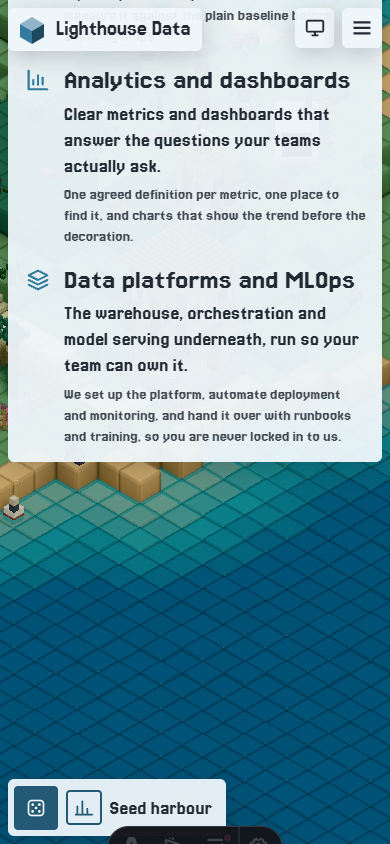 plain baseline
Lighthouse Data
Analytics and dashboards
Clear metrics and dashboards that
answer the questions your teams
actually ask.
One agreed definition per metric, one place to
find it, and charts that show the trend before the
decoration.
Data platforms and MLOps
The warehouse, orchestration and
model serving underneath, run so your
team can own it.
We set up the platform, automate deployment
and monitoring, and hand it over with runbooks
and training, so you are never locked in to us.
Seed harbour